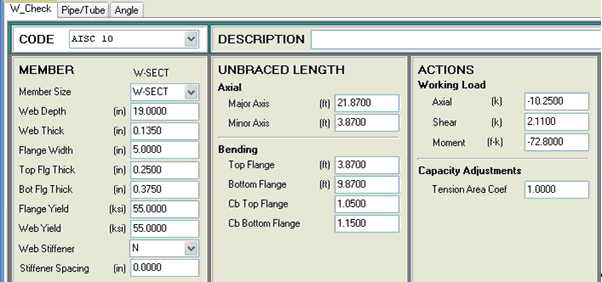 W_Check Pipe/Tube Angle
CODE AISC 10 DESCRIPTION
MEMBER W-SECT
Member Size W-SECT
Web Depth (in) 19.0000
Web Thick (in) 0.1350
Flange Width (in) 5.0000
Top Flg Thick (in) 0.2500
Bot Flg Thick (in) 0.3750
Flange Yield (ksi) 55.0000
Web Yield (ksi) 55.0000
Web Stiffener N
Stiffener Spacing (in) 0.0000
UNBRACED LENGTH
Axial
Major Axis (ft) 21.8700
Minor Axis (ft) 3.8700
Bending
Top Flange (ft) 3.8700
Bottom Flange (ft) 9.8700
Cb Top Flange 1.0500
Cb Bottom Flange 1.1500
ACTIONS
Working Load
Axial (k) -10.2500
Shear (k) 2.1100
Moment (f-k) -72.8000
Capacity Adjustments
Tension Area Coef 1.0000